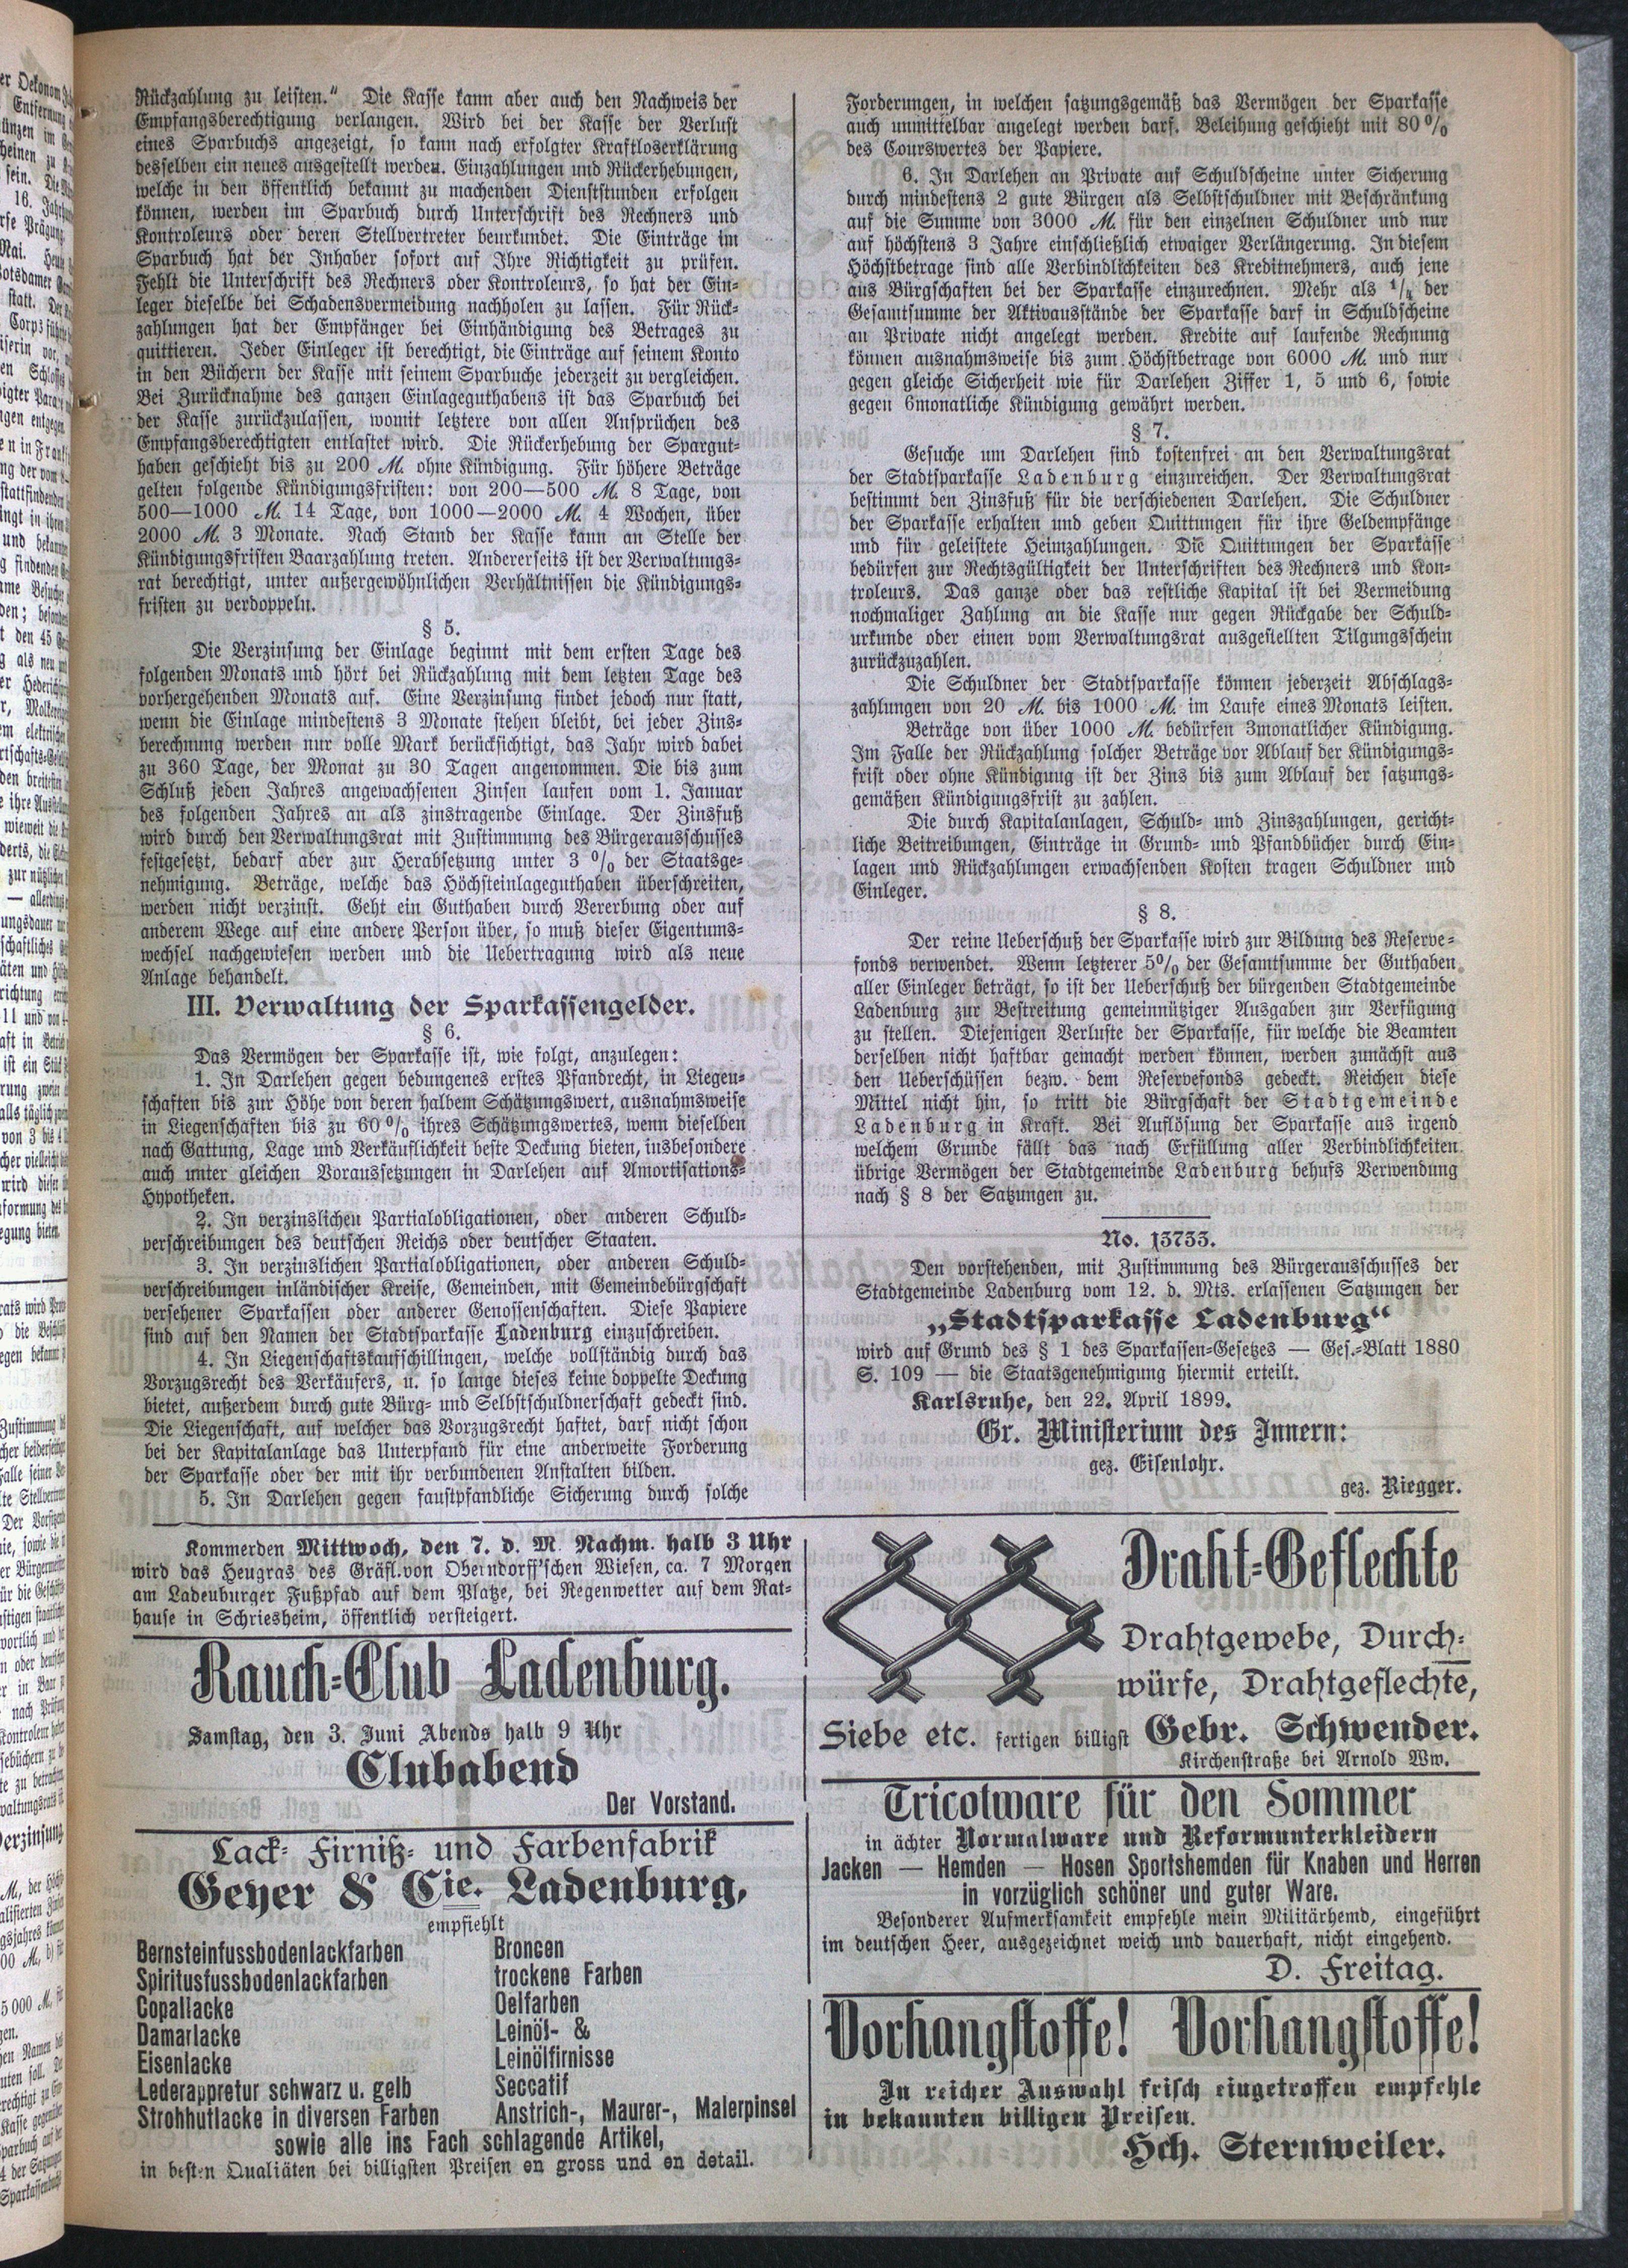 Rückzahlung zu leisten." Die Kasse kann aber auch den Nachweis der
Empfangsberechtigung verlangen. Wird bei der Kasse der Verlust
eines Sparbuchs angezeigt, so kann nach erfolgter Kraftloserklärung
desselben ein neues ausgestellt werden. Einzahlungen und Rückerhebungen,
welche in den öffentlich bekannt zu machenden Dienststunden erfolgen
können, werden im Sparbuch durch Unterschrift des Rechners und
Kontroleurs oder deren Stellvertreter beurkundet. Die Einträge im
Sparbuch hat der Inhaber sofort auf Ihre Richtigkeit zu prüfen.
Fehlt die Unterschrift des Rechners oder Kontroleurs, so hat der Ein-
leger dieselbe bei Schadensvermeidung nachholen zu lassen. Für Rück-
zahlungen hat der Empfänger bei Einhändigung des Betrages zu
quittieren. Jeder Einleger ist berechtigt, die Einträge auf seinem Konto
in den Büchern der Kasse mit seinem Sparbuche jederzeit zu vergleichen.
Bei Zurücknahme des ganzen Einlageguthabens ist das Sparbuch bei
der Kasse zurückzulassen, womit letztere von allen Ansprüchen des
Empfangsberechtigten entlastet wird. Die Rückerhebung der Spargut-
haben geschieht bis zu 200 M. ohne Kündigung. Für höhere Beträge
gelten folgende Kündigungsfristen: von 200—500 M. 8 Tage, von
500—1000 M. 14 Tage, von 1000—2000 M. 4 Wochen, über
2000 M. 3 Monate. Nach Stand der Kasse kann an Stelle der
Kündigungsfristen Baarzahlung treten. Andererseits ist der Verwaltungs-
rat berechtigt, unter außergewöhnlichen Verhältnissen die Kündigungs-
fristen zu verdoppeln.
§ 5.
Die Verzinsung der Einlage beginnt mit dem ersten Tage des
folgenden Monats und hört bei Rückzahlung mit dem letzten Tage des
vorhergehenden Monats auf. Eine Verzinsung findet jedoch nur statt,
wenn die Einlage mindestens 3 Monate stehen bleibt, bei jeder Zins-
berechnung werden nur volle Mark berücksichtigt, das Jahr wird dabei
zu 360 Tage, der Monat zu 30 Tagen angenommen. Die bis zum
Schluß jeden Jahres angewachsenen Zinsen laufen vom 1. Januar
des folgenden Jahres an als zinstragende Einlage. Der Zinsfuß
wird durch den Verwaltungsrat mit Zustimmung des Bürgerausschusses
festgesetzt, bedarf aber zur Herabsetzung unter 3 % der Staatsge-
nehmigung. Beträge, welche das Höchsteinlageguthaben überschreiten,
werden nicht verzinst. Geht ein Guthaben durch Vererbung oder auf
anderem Wege auf eine andere Person über, so muß dieser Eigentums-
wechsel nachgewiesen werden und die Uebertragung wird als neue
Anlage behandelt.
III. Verwaltung der Sparkassengelder.
§ 6.
Das Vermögen der Sparkasse ist, wie folgt, anzulegen:
1. In Darlehen gegen bedungenes erstes Pfandrecht, in Liegen-
schaften bis zur Höhe von deren halbem Schätzungswert, ausnahmsweise
in Liegenschaften bis zu 60 % ihres Schätzungswertes, wenn dieselben
nach Gattung, Lage und Verkäuflichkeit beste Deckung bieten, insbesondere
auch unter gleichen Voraussetzungen in Darlehen auf Amortisations-
Hypotheken.
2. In verzinslichen Partialobligationen, oder anderen Schuld-
verschreibungen des deutschen Reichs oder deutscher Staaten.
3. In verzinslichen Partialobligationen, oder anderen Schuld-
verschreibungen inländischer Kreise, Gemeinden, mit Gemeindebürgschaft
versehener Sparkassen oder anderer Genossenschaften. Diese Papiere
sind auf den Namen der Stadtsparkasse Ladenburg einzuschreiben.
4. In Liegenschaftskaufschillingen, welche vollständig durch das
Vorzugsrecht des Verkäufers, u. so lange dieses keine doppelte Deckung
bietet, außerdem durch gute Bürg- und Selbstschuldnerschaft gedeckt sind.
Die Liegenschaft, auf welcher das Vorzugsrecht haftet, darf nicht schon
bei der Kapitalanlage das Unterpfand für eine anderweite Forderung
der Sparkasse oder der mit ihr verbundenen Anstalten bilden.
5. In Darlehen gegen faustpfandliche Sicherung durch solche
Forderungen, in welchen satzungsgemäß das Vermögen der Sparkasse
auch unmittelbar angelegt werden darf. Beleihung geschieht mit 80 %
des Courswertes der Papiere.
6. In Darlehen an Private auf Schuldscheine unter Sicherung
durch mindestens 2 gute Bürgen als Selbstschuldner mit Beschränkung
auf die Summe von 3000 M. für den einzelnen Schuldner und nur
auf höchstens 3 Jahre einschließlich etwaiger Verlängerung. In diesem
Höchstbetrage sind alle Verbindlichkeiten des Kreditnehmers, auch jene
aus Bürgschaften bei der Sparkasse einzurechnen. Mehr als 1/4 der
Gesamtsumme der Aktivausstände der Sparkasse darf in Schuldscheine
an Private nicht angelegt werden. Kredite auf laufende Rechnung
können ausnahmsweise bis zum Höchstbetrage von 6000 M. und nur
gegen gleiche Sicherheit wie für Darlehen Ziffer 1, 5 und 6, sowie
gegen 6monatliche Kündigung gewährt werden.
§ 7.
Gesuche um Darlehen sind kostenfrei an den Verwaltungsrat
der Stadtsparkasse Ladenburg einzureichen. Der Verwaltungsrat
bestimmt den Zinsfuß für die verschiedenen Darlehen. Die Schuldner
der Sparkasse erhalten und geben Quittungen für ihre Geldempfänge
und für geleistete Heimzahlungen. Die Quittungen der Sparkasse
bedürfen zur Rechtsgültigkeit der Unterschriften des Rechners und Kon-
troleurs. Das ganze oder das restliche Kapital ist bei Vermeidung
nochmaliger Zahlung an die Kasse nur gegen Rückgabe der Schuld-
urkunde oder einen vom Verwaltungsrat ausgestellten Tilgungsschein
zurückzuzahlen.
Die Schuldner der Stadtsparkasse können jederzeit Abschlags-
zahlungen von 20 M. bis 1000 M. im Laufe eines Monats leisten.
Beträge von über 1000 M. bedürfen 3monatlicher Kündigung.
Im Falle der Rückzahlung solcher Beträge vor Ablauf der Kündigungs-
frist oder ohne Kündigung ist der Zins bis zum Ablauf der satzungs-
gemäßen Kündigungsfrist zu zahlen.
Die durch Kapitalanlagen, Schuld- und Zinszahlungen, gericht-
liche Beitreibungen, Einträge in Grund- und Pfandbücher durch Ein-
lagen und Rückzahlungen erwachsenden Kosten tragen Schuldner und
Einleger.
§ 8.
Der reine Ueberschuß der Sparkasse wird zur Bildung des Reserve-
fonds verwendet. Wenn letzterer 5% der Gesamtsumme der Guthaben
aller Einleger beträgt, so ist der Ueberschuß der bürgenden Stadtgemeinde
Ladenburg zur Bestreitung gemeinnütziger Ausgaben zur Verfügung
zu stellen. Diejenigen Verluste der Sparkasse, für welche die Beamten
derselben nicht haftbar gemacht werden können, werden zunächst aus
den Ueberschüssen bezw. dem Reservefonds gedeckt. Reichen diese
Mittel nicht hin, so tritt die Bürgschaft der Stadtgemeinde
Ladenburg in Kraft. Bei Auflösung der Sparkasse aus irgend
welchem Grunde fällt das nach Erfüllung aller Verbindlichkeiten
übrige Vermögen der Stadtgemeinde Ladenburg behufs Verwendung
nach § 8 der Satzungen zu.
No. 13733.
Den vorstehenden, mit Zustimmung des Bürgerausschusses der
Stadtgemeinde Ladenburg vom 12. d. Mts. erlassenen Satzungen der
„Stadtsparkasse Ladenburg“
wird auf Grund des § 1 des Sparkassen-Gesetzes — Ges.-Blatt 1880
S. 109 — die Staatsgenehmigung hiermit erteilt.
Karlsruhe, den 22. April 1899.
Gr. Ministerium des Innern:
gez. Eisenlohr.
gez. Riegger.
Kommenden Mittwoch, den 7. d. M. Nachm. halb 3 Uhr
wird das Heugras des Gräfl. von Oberndorff'schen Wiesen, ca. 7 Morgen
am Ladenburger Fußpfad auf dem Platze, bei Regenwetter auf dem Rat-
hause in Schriesheim, öffentlich versteigert.
Rauch-Club Ladenburg.
Samstag, den 3. Juni Abends halb 9 Uhr
Clubabend
Der Vorstand.
Lack- Firniß- und Farbenfabrik
Geyer & Cie. Ladenburg,
empfiehlt
Bernsteinfussbodenlackfarben
Spiritusfussbodenlackfarben
Copallacke
Damarlacke
Eisenlacke
Lederappretur schwarz u. gelb
Strohhutlacke in diversen Farben
Broncen
trockene Farben
Oelfarben
Leinöl- &
Leinölfirnisse
Seccatif
Anstrich-, Maurer-, Malerpinsel
sowie alle ins Fach schlagende Artikel,
in besten Qualiäten bei billigsten Preisen en gross und en detail.
Draht-Geflechte
Drahtgewebe, Durch-
würfe, Drahtgeflechte,
Siebe etc. fertigen billigst Gebr. Schwender.
Kirchenstraße bei Arnold Ww.
Tricotware für den Sommer
in ächter Normalware und Reformunterkleidern
Jacken — Hemden — Hosen Sportshemden für Knaben und Herren
in vorzüglich schöner und guter Ware.
Besonderer Aufmerksamkeit empfehle mein Militärhemd, eingeführt
im deutschen Heer, ausgezeichnet weich und dauerhaft, nicht eingehend.
D. Freitag.
Vorhangstoffe! Vorhangstoffe!
In reicher Auswahl frisch eingetroffen empfehle
in bekannten billigen Preisen.
Hch. Sternweiler.